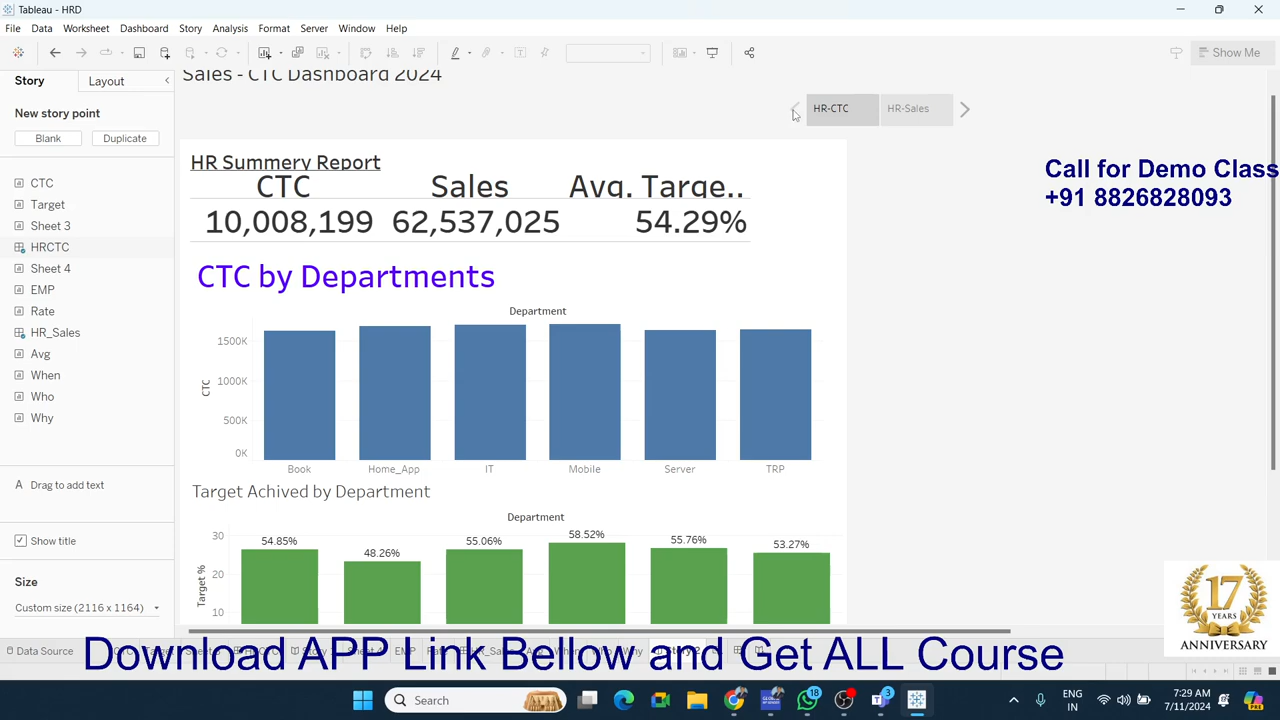 Tableau - HRD
File Data Worksheet Dashboard Story Analysis Format Server Window Help
Show Me
Story Layout
New story point
Blank Duplicate
CTC
Target
Sheet 3
HRCTC
Sheet 4
EMP
Rate
HR_Sales
Avg
When
Who
Why
A Drag to add text
Show title
Size
Custom size (2116 x 1164)
Sales - CTC Dashboard 2024
HR-CTC HR-Sales
HR Summery Report
CTC Sales Avg. Targe..
10,008,199 62,537,025 54.29%
CTC by Departments
Department
1500K
1000K
500K
0K
CTC
Book Home_App IT Mobile Server TRP
Target Achived by Department
Department
30
20
10
Target %
54.85% 48.26% 55.06% 58.52% 55.76% 53.27%
Call for Demo Class
+91 8826828093
17
YEARS
ANNIVERSARY
Data Source
EMP
Download APP Link Bellow and Get ALL Course
Search
18
3
ENG
IN
7:29 AM
7/11/2024